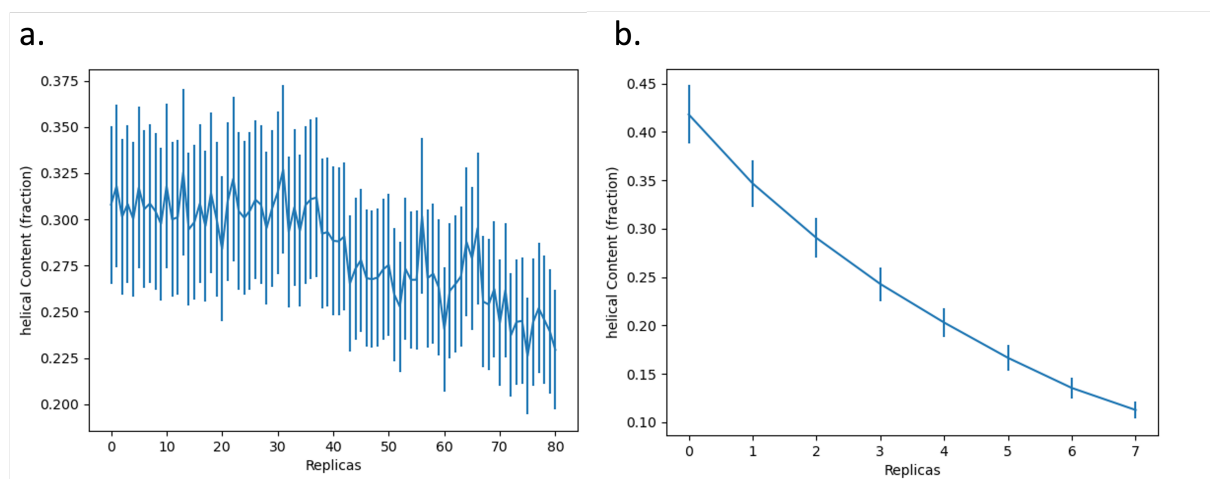 a.
b.
helical Content (fraction)
0.375
0.350
0.325
0.300
0.275
0.250
0.225
0.200
0 10 20 30 40 50 60 70 80
Replicas
helical Content (fraction)
0.45
0.40
0.35
0.30
0.25
0.20
0.15
0.10
0 1 2 3 4 5 6 7
Replicas